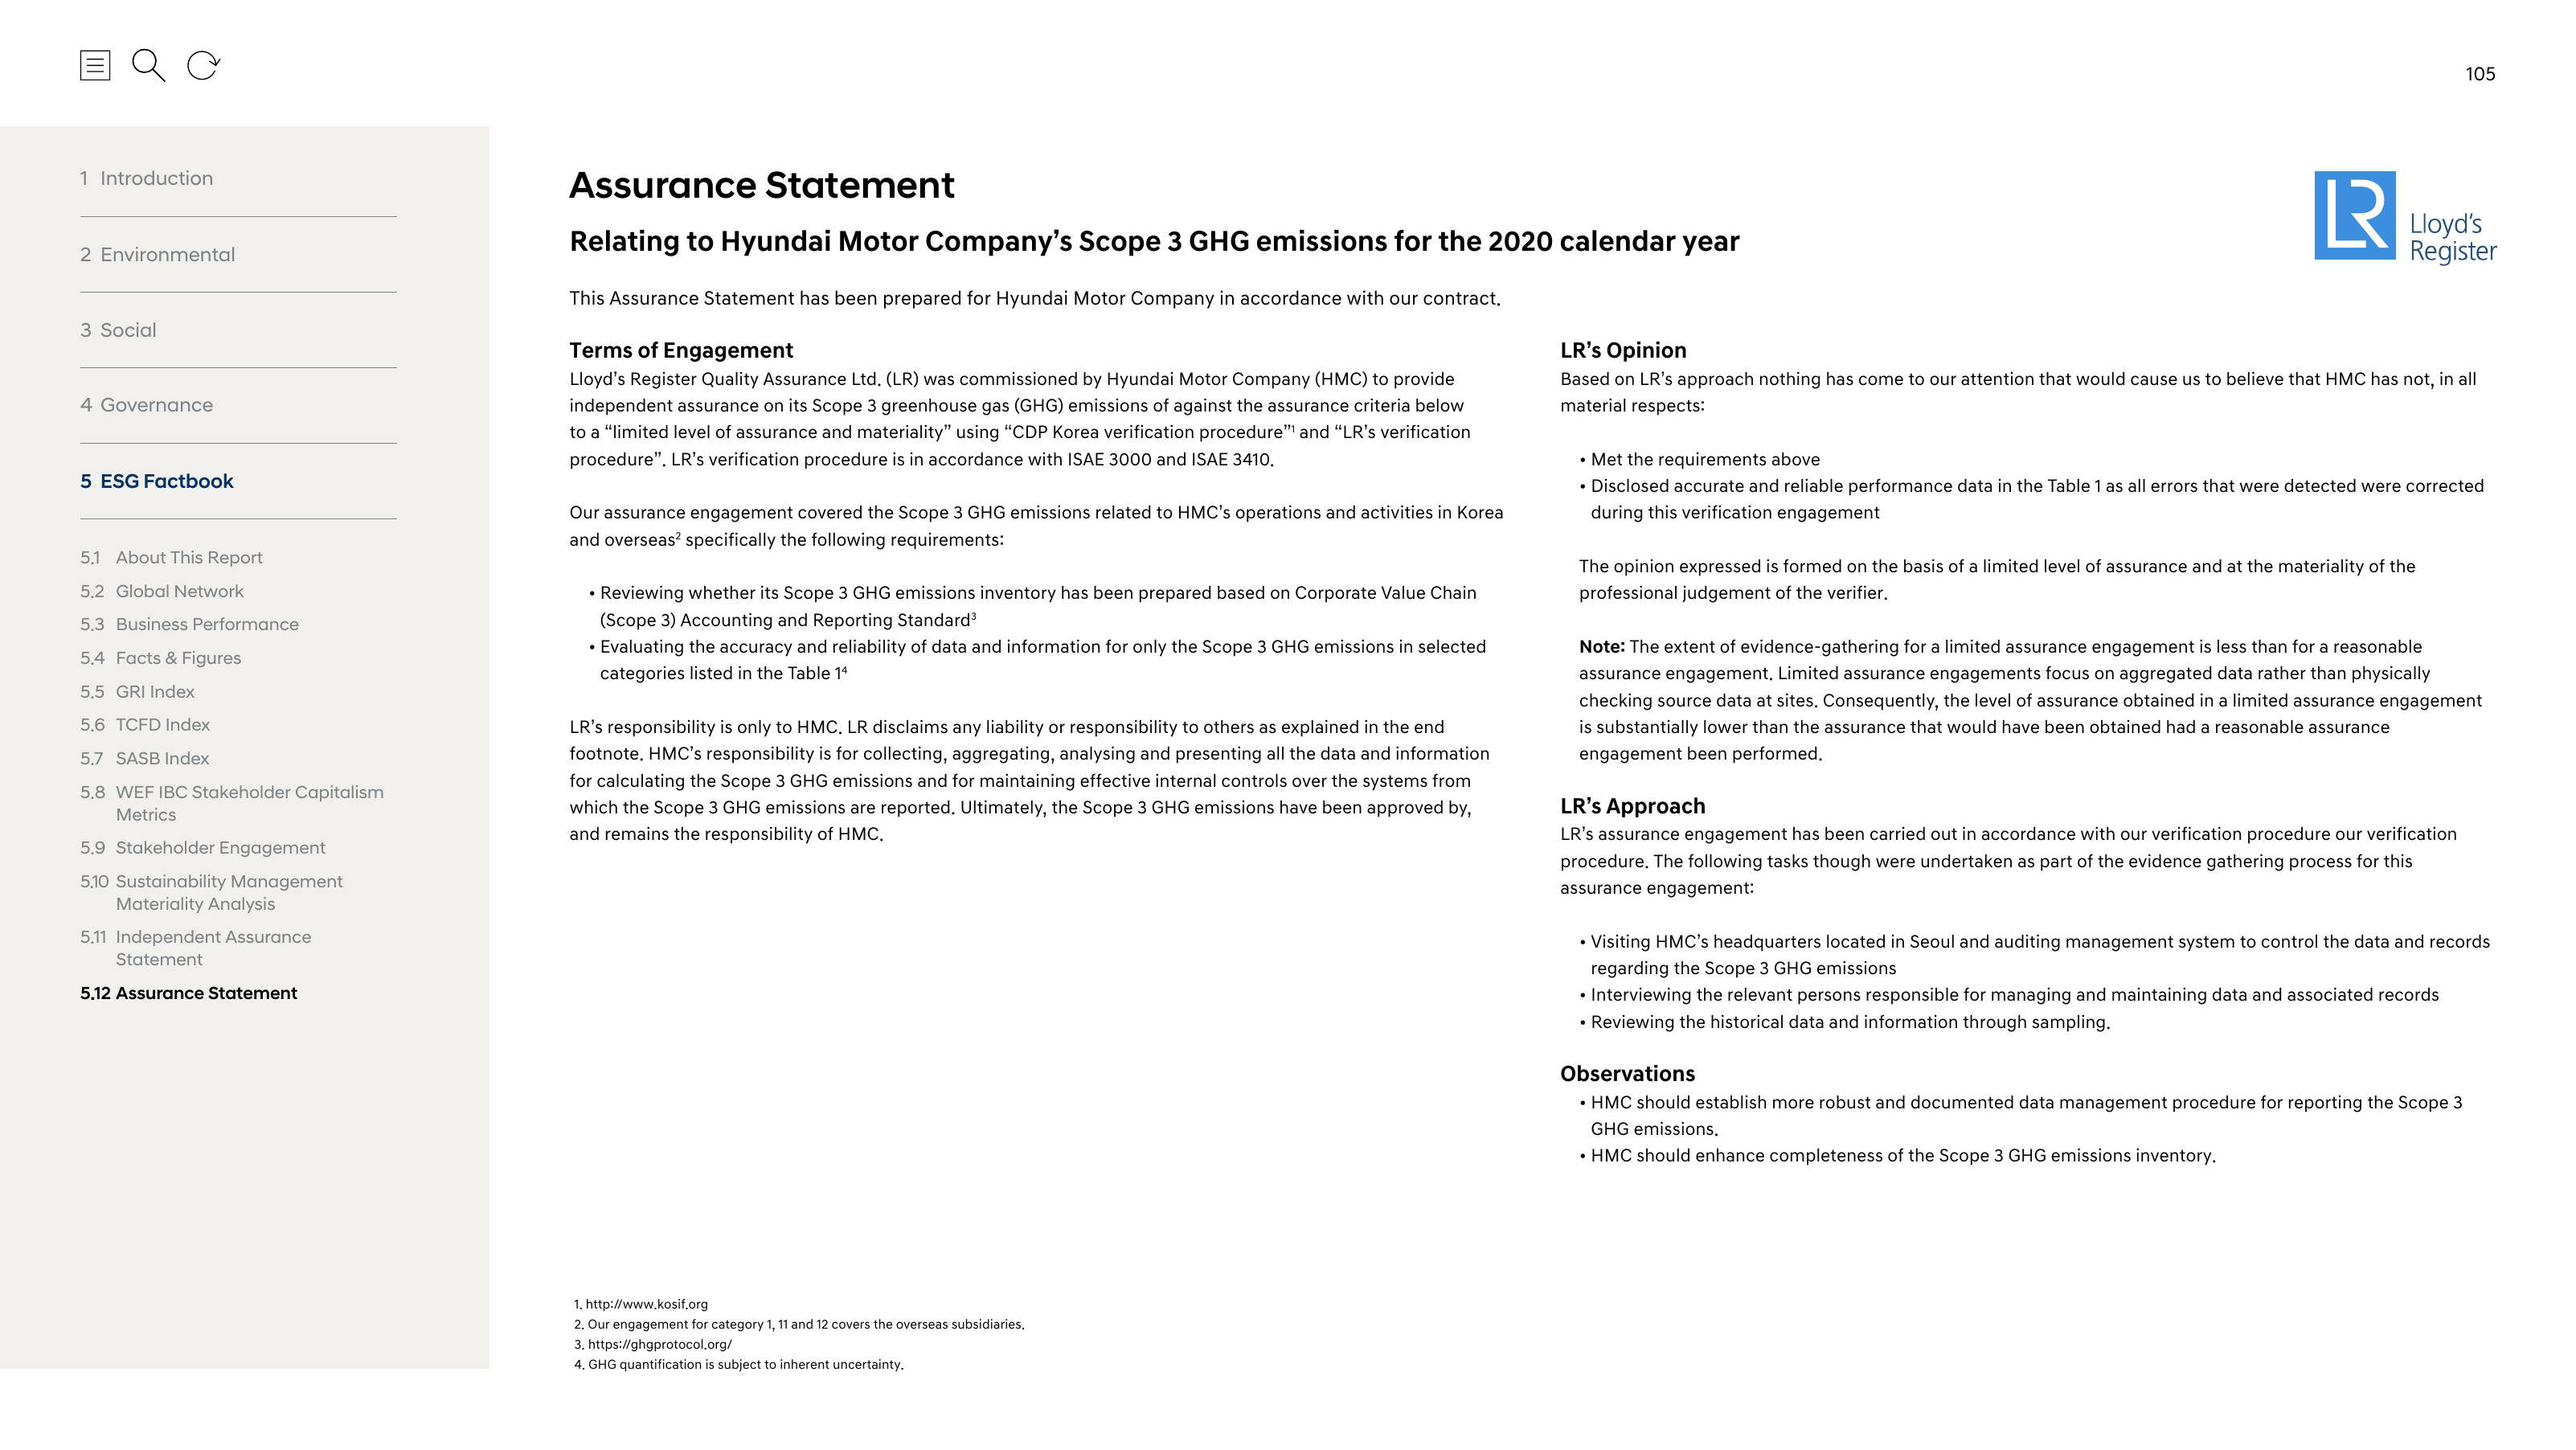 105
1 Introduction
2 Environmental
3 Social
4 Governance
5 ESG Factbook
5.1 About This Report
5.2 Global Network
5.3 Business Performance
5.4 Facts & Figures
5.5 GRI Index
5.6 TCFD Index
5.7 SASB Index
5.8 WEF IBC Stakeholder Capitalism
Metrics
5.9 Stakeholder Engagement
5.10 Sustainability Management
Materiality Analysis
5.11 Independent Assurance
Statement
5.12 Assurance Statement
Assurance Statement
Relating to Hyundai Motor Company’s Scope 3 GHG emissions for the 2020 calendar year
LR
Lloyd’s
Register
This Assurance Statement has been prepared for Hyundai Motor Company in accordance with our contract.
Terms of Engagement
Lloyd’s Register Quality Assurance Ltd. (LR) was commissioned by Hyundai Motor Company (HMC) to provide
independent assurance on its Scope 3 greenhouse gas (GHG) emissions of against the assurance criteria below
to a “limited level of assurance and materiality” using “CDP Korea verification procedure”¹ and “LR’s verification
procedure”. LR’s verification procedure is in accordance with ISAE 3000 and ISAE 3410.
Our assurance engagement covered the Scope 3 GHG emissions related to HMC’s operations and activities in Korea
and overseas² specifically the following requirements:
• Reviewing whether its Scope 3 GHG emissions inventory has been prepared based on Corporate Value Chain
(Scope 3) Accounting and Reporting Standard³
• Evaluating the accuracy and reliability of data and information for only the Scope 3 GHG emissions in selected
categories listed in the Table 1⁴
LR’s responsibility is only to HMC. LR disclaims any liability or responsibility to others as explained in the end
footnote. HMC’s responsibility is for collecting, aggregating, analysing and presenting all the data and information
for calculating the Scope 3 GHG emissions and for maintaining effective internal controls over the systems from
which the Scope 3 GHG emissions are reported. Ultimately, the Scope 3 GHG emissions have been approved by,
and remains the responsibility of HMC.
LR’s Opinion
Based on LR’s approach nothing has come to our attention that would cause us to believe that HMC has not, in all
material respects:
• Met the requirements above
• Disclosed accurate and reliable performance data in the Table 1 as all errors that were detected were corrected
during this verification engagement
The opinion expressed is formed on the basis of a limited level of assurance and at the materiality of the
professional judgement of the verifier.
Note: The extent of evidence-gathering for a limited assurance engagement is less than for a reasonable
assurance engagement. Limited assurance engagements focus on aggregated data rather than physically
checking source data at sites. Consequently, the level of assurance obtained in a limited assurance engagement
is substantially lower than the assurance that would have been obtained had a reasonable assurance
engagement been performed.
LR’s Approach
LR’s assurance engagement has been carried out in accordance with our verification procedure our verification
procedure. The following tasks though were undertaken as part of the evidence gathering process for this
assurance engagement:
• Visiting HMC’s headquarters located in Seoul and auditing management system to control the data and records
regarding the Scope 3 GHG emissions
• Interviewing the relevant persons responsible for managing and maintaining data and associated records
• Reviewing the historical data and information through sampling.
Observations
• HMC should establish more robust and documented data management procedure for reporting the Scope 3
GHG emissions.
• HMC should enhance completeness of the Scope 3 GHG emissions inventory.
1. http://www.kosif.org
2. Our engagement for category 1, 11 and 12 covers the overseas subsidiaries.
3. https://ghgprotocol.org/
4. GHG quantification is subject to inherent uncertainty.